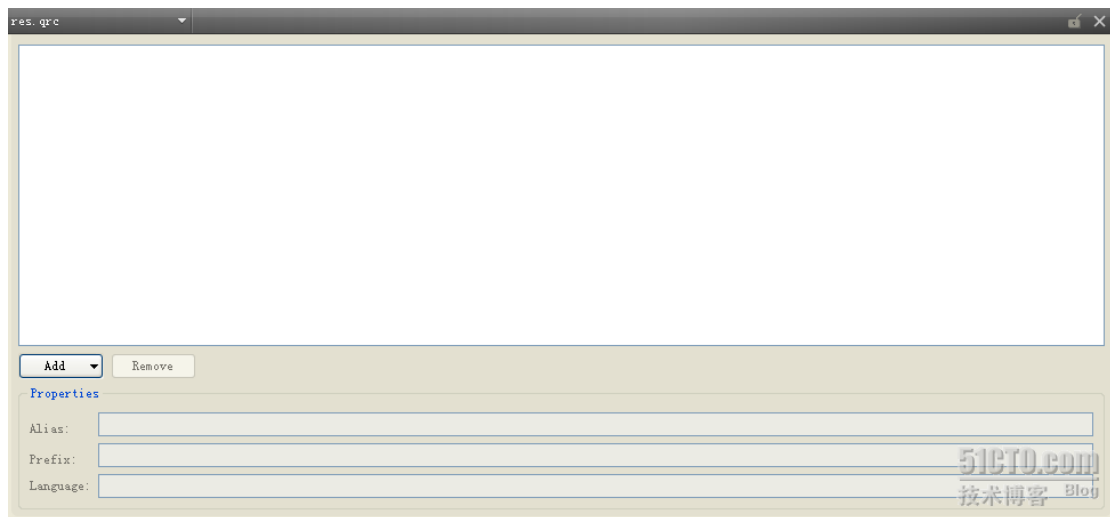 res.qrc
Add
Remove
Properties
Alias:
Prefix:
Language:
51CTO.com
技术博客 Blog